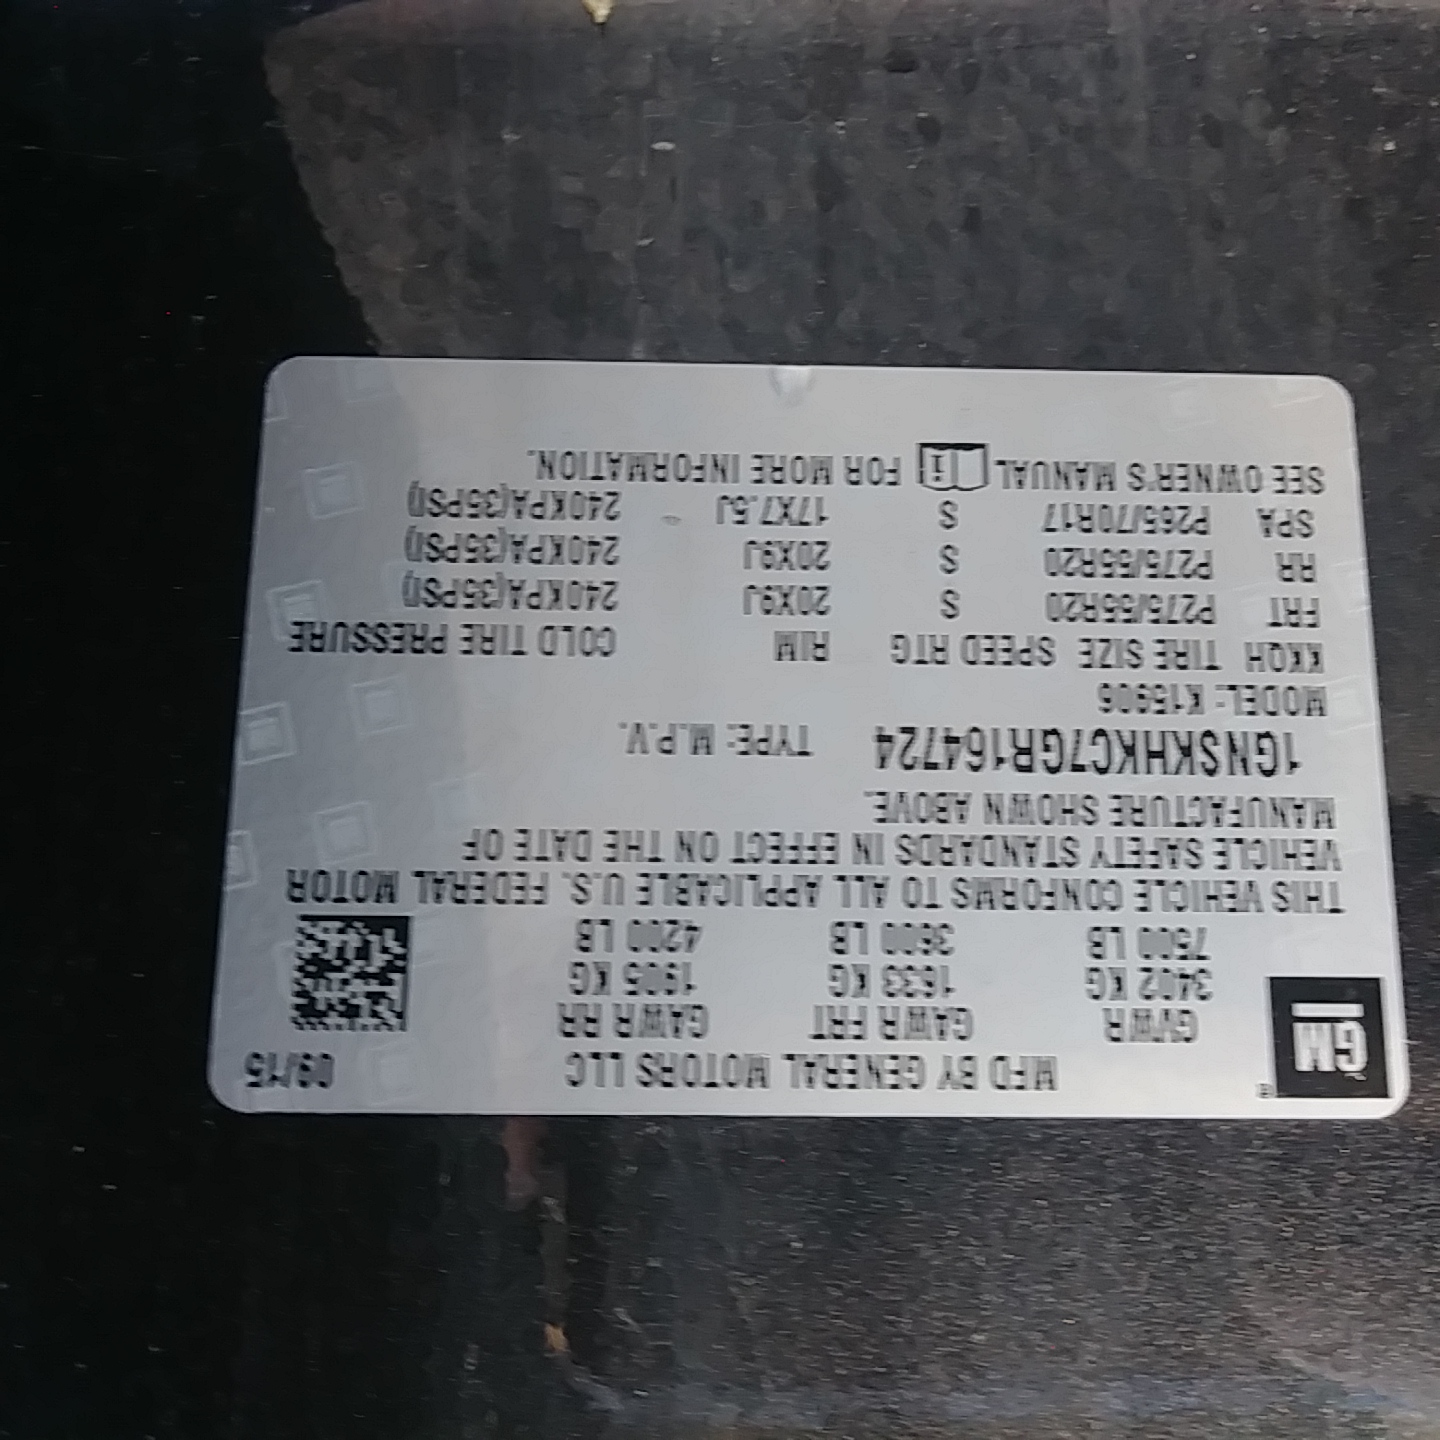 MFD BY GENERAL MOTORS LLC 09/15
GM
GVWR GAWR FRT GAWR RR
3402 KG 1633 KG 1905 KG
7500 LB 3600 LB 4200 LB
THIS VEHICLE CONFORMS TO ALL APPLICABLE U.S. FEDERAL MOTOR
VEHICLE SAFETY STANDARDS IN EFFECT ON THE DATE OF
MANUFACTURE SHOWN ABOVE.
1GNSKHKC7GR164724 TYPE: M.P.V.
MODEL: K15906
KKQH TIRE SIZE SPEED RTG RIM COLD TIRE PRESSURE
FRT P275/55R20 S 20X9J 240KPA(35PSI)
RR P275/55R20 S 20X9J 240KPA(35PSI)
SPA P265/70R17 S 17X7.5J 240KPA(35PSI)
SEE OWNER'S MANUAL i FOR MORE INFORMATION.